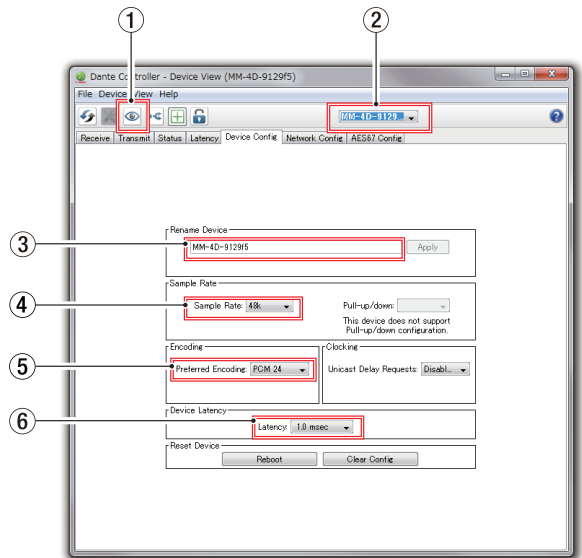 1
2
Dante Controller - Device View (MM-4D-9129f5)
File Device View Help
MM-4D-9129...
?
Receive Transmit Status Latency Device Config Network Config AES67 Config
Rename Device
3
MM-4D-9129f5 Apply
Sample Rate
4
Sample Rate: 48k Pull-up/down:
This device does not support
Pull-up/down configuration.
Encoding Clocking
5
Preferred Encoding: PCM 24 Unicast Delay Requests: Disabl...
Device Latency
6
Latency: 1.0 msec
Reset Device
Reboot Clear Config